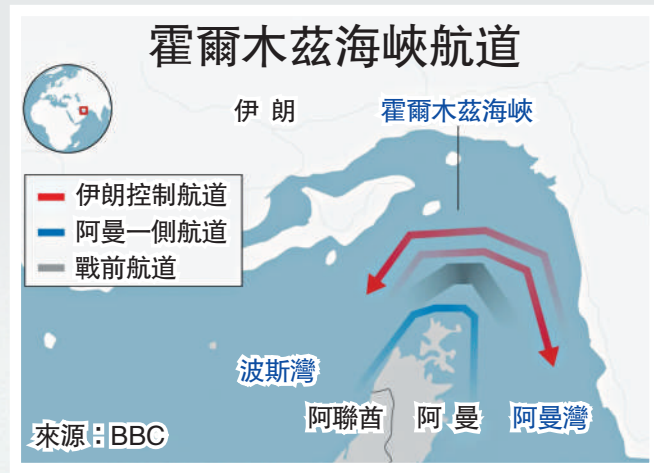 霍爾木茲海峽航道
伊朗
霍爾木茲海峽
伊朗控制航道
阿曼一側航道
戰前航道
波斯灣
阿聯酋
阿曼
阿曼灣
來源：BBC